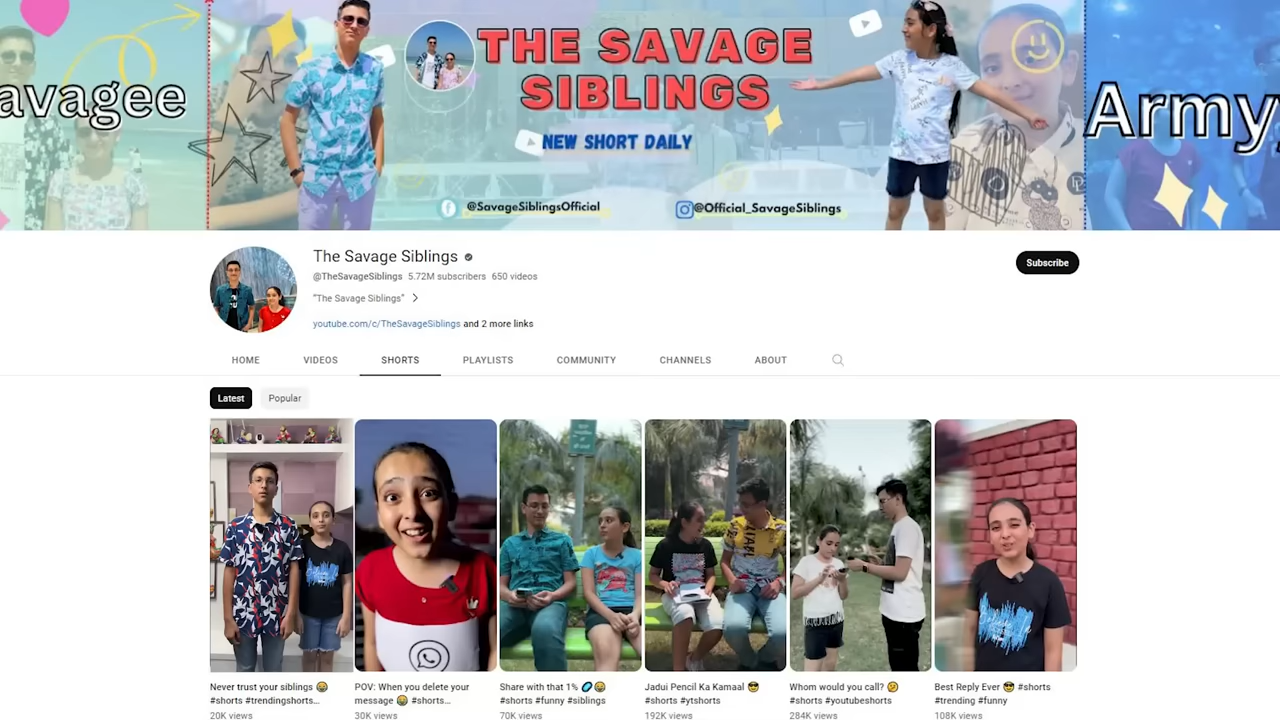 avagee
THE SAVAGE
SIBLINGS
NEW SHORT DAILY
@SavageSiblingsOfficial
@Official_SavageSiblings
Army
The Savage Siblings
@TheSavageSiblings 5.72M subscribers 650 videos
"The Savage Siblings"
youtube.com/c/TheSavageSiblings and 2 more links
Subscribe
HOME VIDEOS SHORTS PLAYLISTS COMMUNITY CHANNELS ABOUT
Latest Popular
Never trust your siblings 😂
#shorts #trendingshorts...
20K views
POV: When you delete your
message 😂 #shorts...
30K views
Share with that 1% 🔗😂
#shorts #funny #siblings
70K views
Jadui Pencil Ka Kamaal 😎
#shorts #ytshorts
192K views
Whom would you call? 🤔
#shorts #youtubeshorts
284K views
Best Reply Ever 😎 #shorts
#trending #funny
108K views